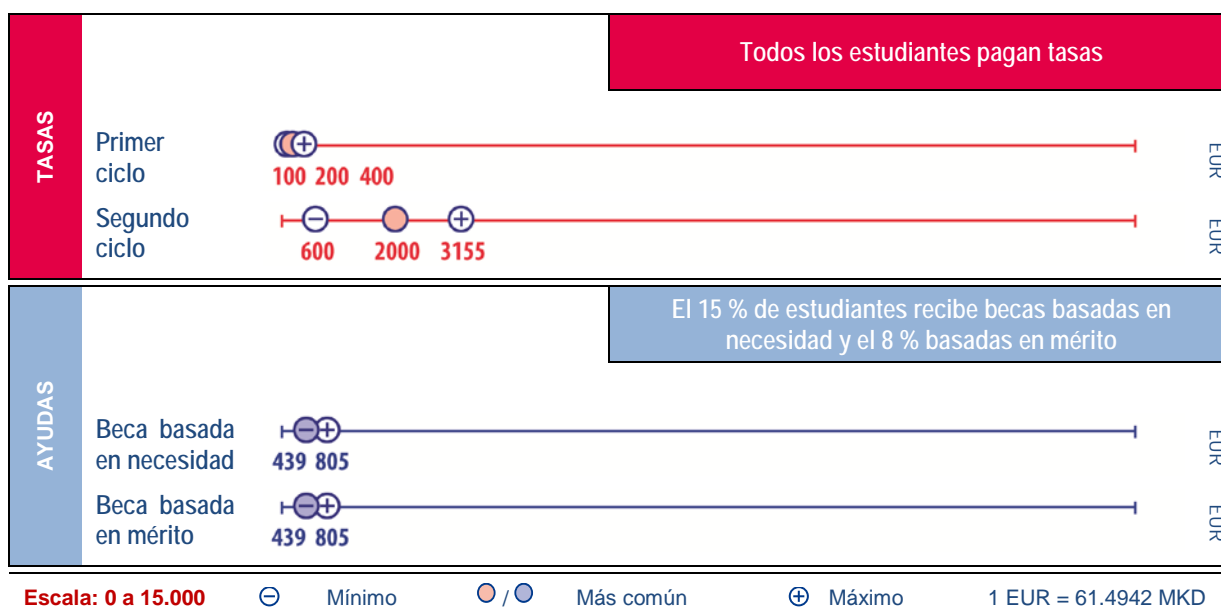 TASAS
Todos los estudiantes pagan tasas
Primer
ciclo
100 200 400
EUR
Segundo
ciclo
600 2000 3155
EUR
AYUDAS
El 15 % de estudiantes recibe becas basadas en
necesidad y el 8 % basadas en mérito
Beca basada
en necesidad
439 805
EUR
Beca basada
en mérito
439 805
EUR
Escala: 0 a 15.000 ⊖ Mínimo / Más común ⊕ Máximo 1 EUR = 61.4942 MKD